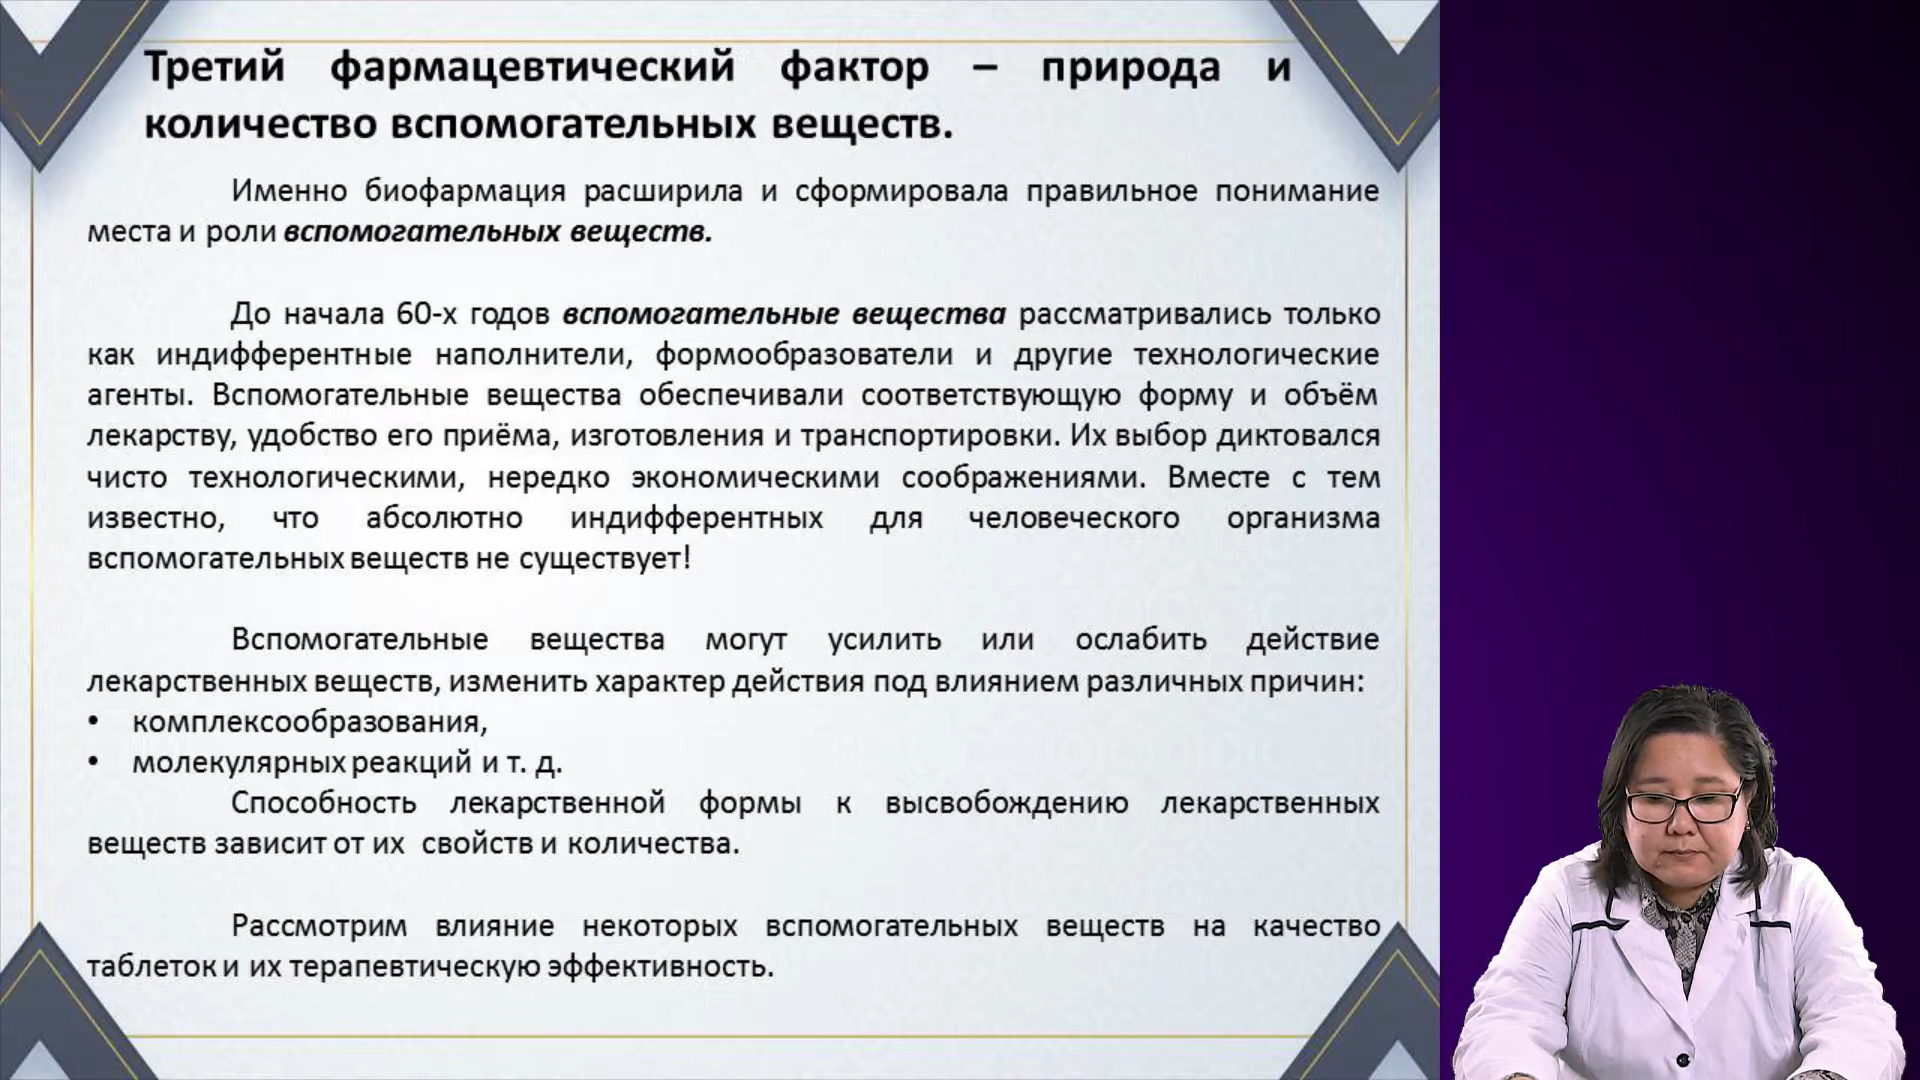 Третий фармацевтический фактор – природа и
количество вспомогательных веществ.
Именно биофармация расширила и сформировала правильное понимание
места и роли вспомогательных веществ.
До начала 60-х годов вспомогательные вещества рассматривались только
как индифферентные наполнители, формообразователи и другие технологические
агенты. Вспомогательные вещества обеспечивали соответствующую форму и объём
лекарству, удобство его приёма, изготовления и транспортировки. Их выбор диктовался
чисто технологическими, нередко экономическими соображениями. Вместе с тем
известно, что абсолютно индифферентных для человеческого организма
вспомогательных веществ не существует!
Вспомогательные вещества могут усилить или ослабить действие
лекарственных веществ, изменить характер действия под влиянием различных причин:
• комплексообразования,
• молекулярных реакций и т. д.
Способность лекарственной формы к высвобождению лекарственных
веществ зависит от их свойств и количества.
Рассмотрим влияние некоторых вспомогательных веществ на качество
таблеток и их терапевтическую эффективность.